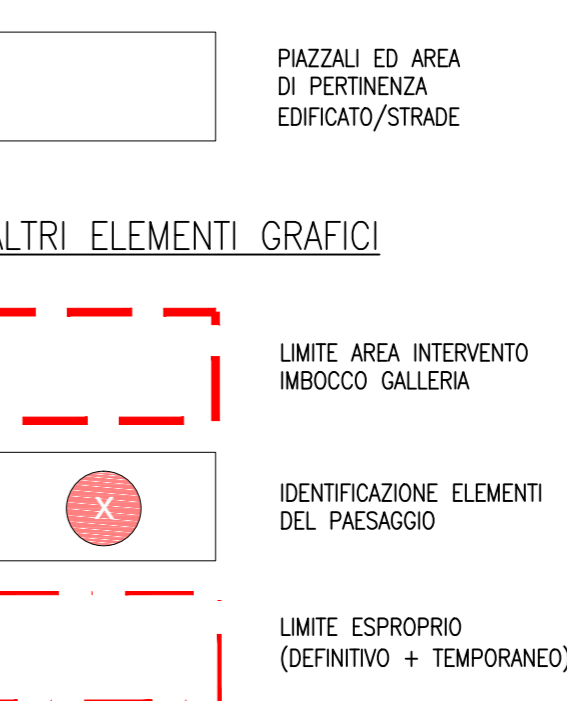 PIAZZALI ED AREA
DI PERTINENZA
EDIFICATO/STRADE
ALTRI ELEMENTI GRAFICI
LIMITE AREA INTERVENTO
IMBOCCO GALLERIA
X
IDENTIFICAZIONE ELEMENTI
DEL PAESAGGIO
LIMITE ESPROPRIO
(DEFINITIVO + TEMPORANEO)